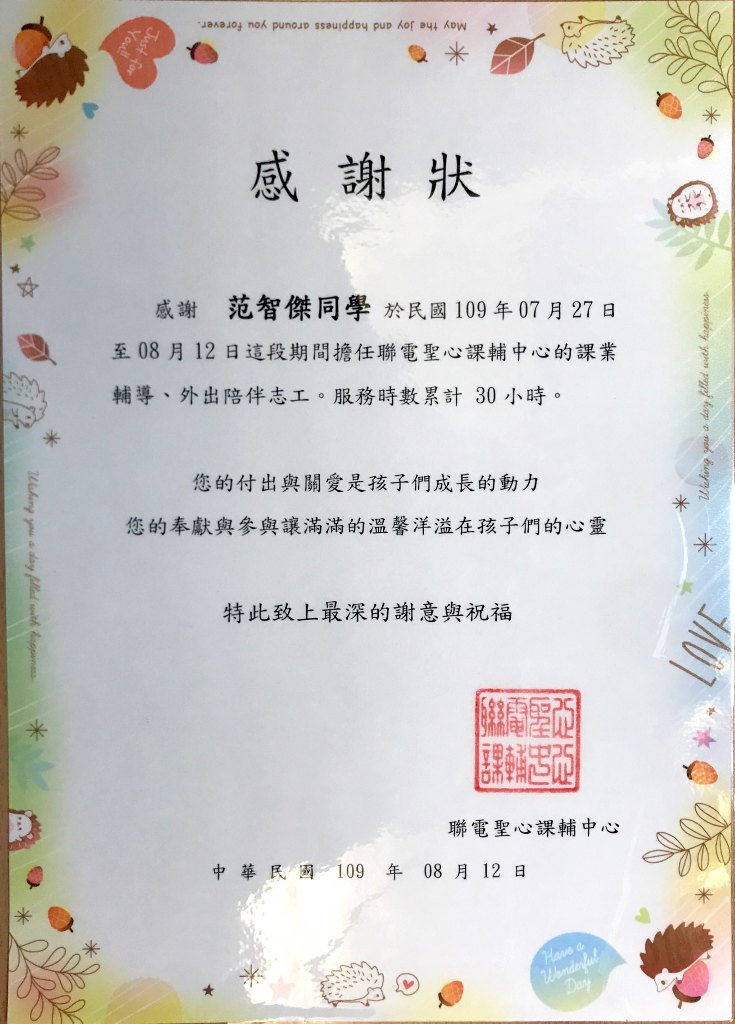 May the joy and happiness around you forever.
Just for You!!
感謝狀
感謝 范智傑同學 於民國 109 年 07 月 27 日
至 08 月 12 日這段期間擔任聯電聖心課輔中心的課業
輔導、外出陪伴志工。服務時數累計 30 小時。
您的付出與關愛是孩子們成長的動力
您的奉獻與參與讓滿滿的溫馨洋溢在孩子們的心靈
特此致上最深的謝意與祝福
Wishing you a day filled with happiness
Wishing you a day filled with happiness
LOVE
聯電聖心
課輔中心
聯電聖心課輔中心
中華民國 109 年 08 月 12 日
Have a
Wonderful
Day